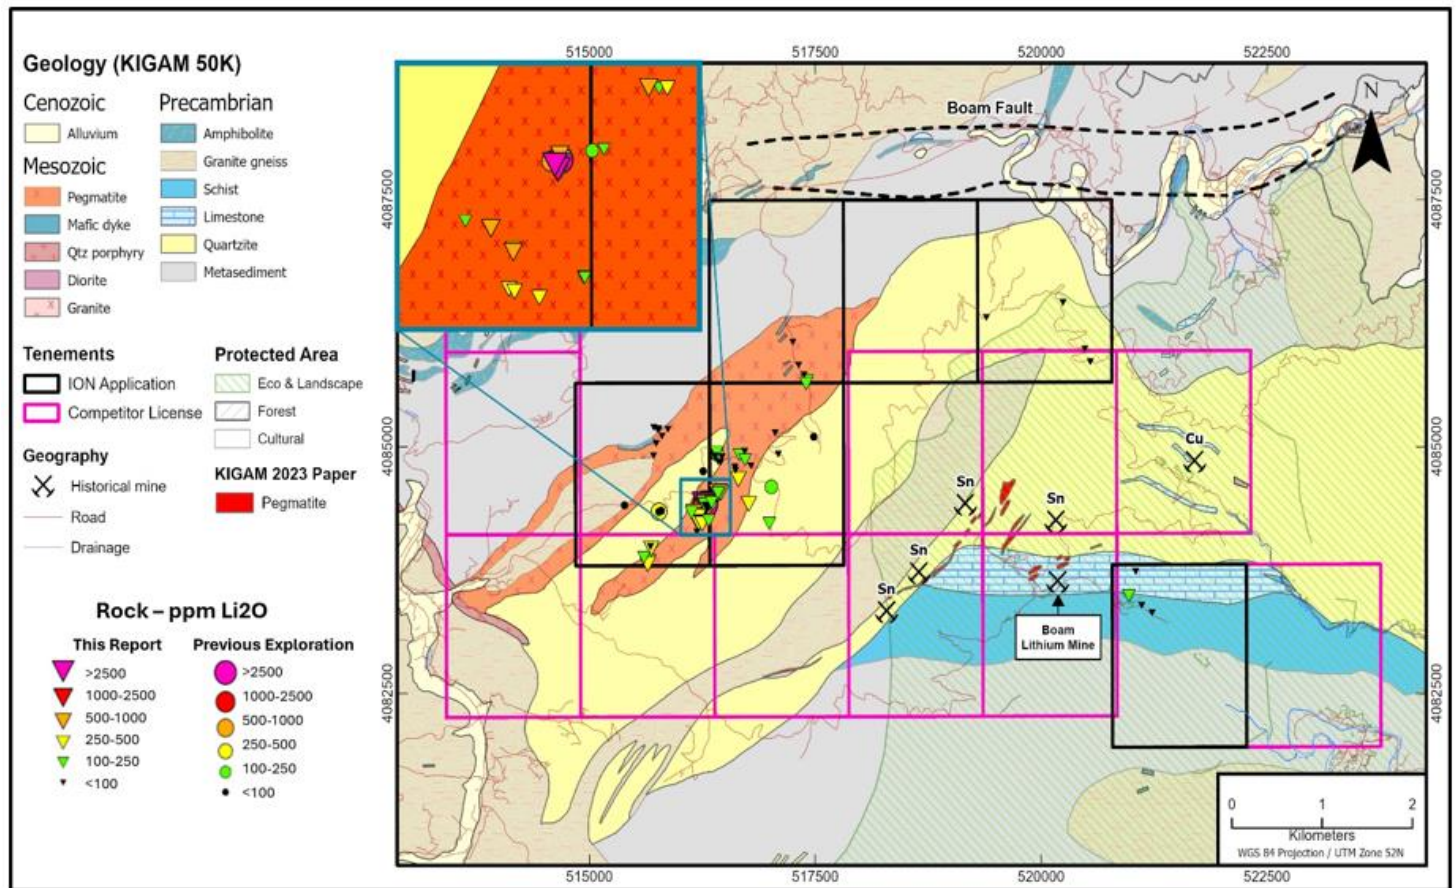 Geology (KIGAM 50K)
Cenozoic
Alluvium
Mesozoic
Pegmatite
Mafic dyke
Qtz porphyry
Diorite
Granite
Precambrian
Amphibolite
Granite gneiss
Schist
Limestone
Quartzite
Metasediment
Tenements
ION Application
Competitor License
Protected Area
Eco & Landscape
Forest
Cultural
Geography
Historical mine
Road
Drainage
KIGAM 2023 Paper
Pegmatite
Rock – ppm Li2O
This Report
>2500
1000-2500
500-1000
250-500
100-250
<100
Previous Exploration
>2500
1000-2500
500-1000
250-500
100-250
<100
515000
517500
520000
522500
4087500
4085000
4082500
4087500
4085000
4082500
Boam Fault
N
Cu
Sn
Sn
Sn
Sn
Boam
Lithium Mine
0
1
2
Kilometers
WGS 84 Projection / UTM Zone 52N
515000
517500
520000
522500